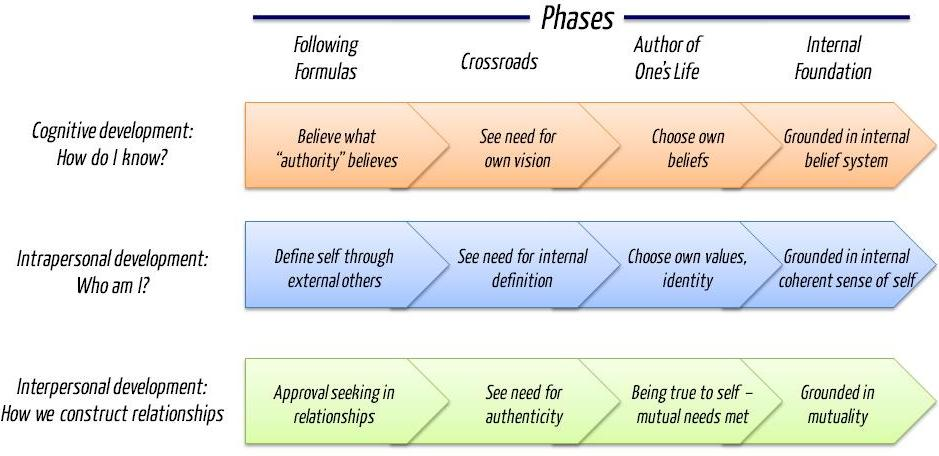 Phases
Following
Formulas
Crossroads
Author of
One's Life
Internal
Foundation
Cognitive development:
How do I know?
Believe what
"authority" believes
See need for
own vision
Choose own
beliefs
Grounded in internal
belief system
Intrapersonal development:
Who am I?
Define self through
external others
See need for internal
definition
Choose own values,
identity
Grounded in internal
coherent sense of self
Interpersonal development:
How we construct relationships
Approval seeking in
relationships
See need for
authenticity
Being true to self –
mutual needs met
Grounded in
mutuality